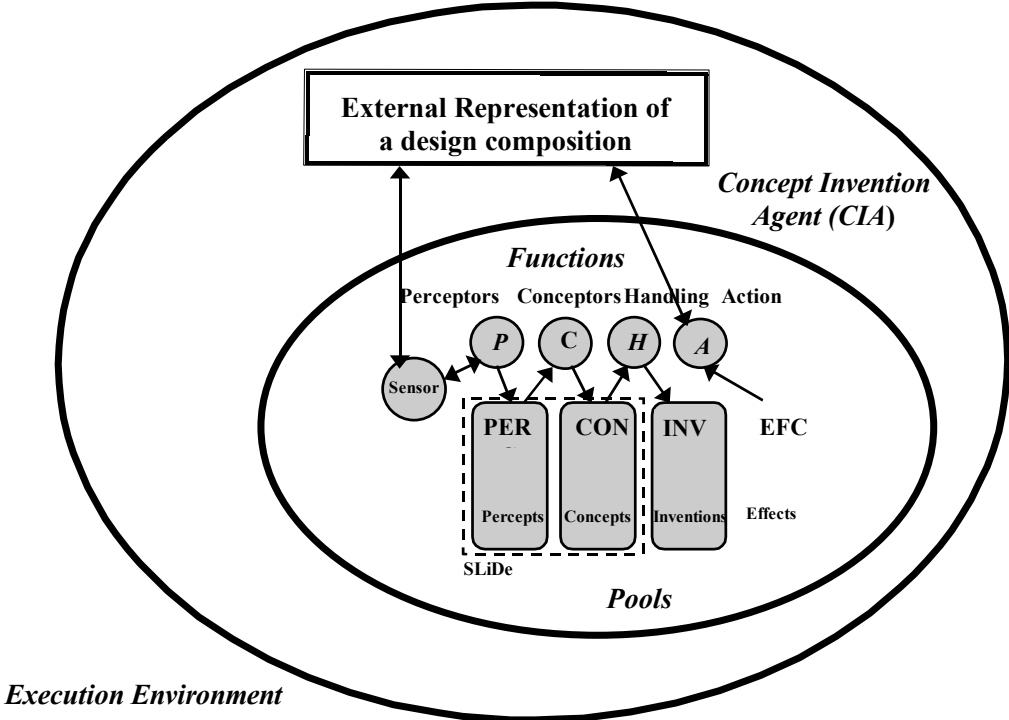 External Representation of
a design composition
Concept Invention
Agent (CIA)
Functions
Perceptors Conceptors Handling Action
P C H A
Sensor
PER CON INV EFC
Percepts Concepts Inventions Effects
SLiDe
Pools
Execution Environment